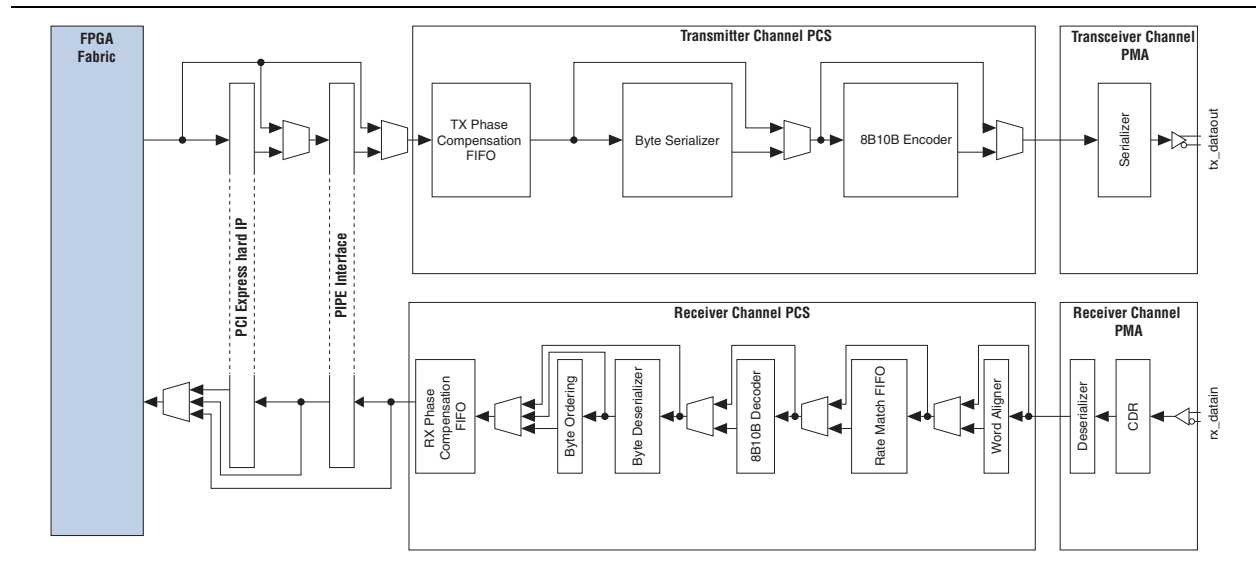 FPGA
Fabric
Transmitter Channel PCS
Transceiver Channel
PMA
TX Phase
Compensation
FIFO
Byte Serializer
8B10B Encoder
Serializer
tx_dataout
PCI Express hard IP
PIPE Interface
Receiver Channel PCS
Receiver Channel
PMA
RX Phase
Compensation
FIFO
Byte Ordering
Byte Deserializer
8B10B Decoder
Rate Match FIFO
Word Aligner
Deserializer
CDR
rx_datain